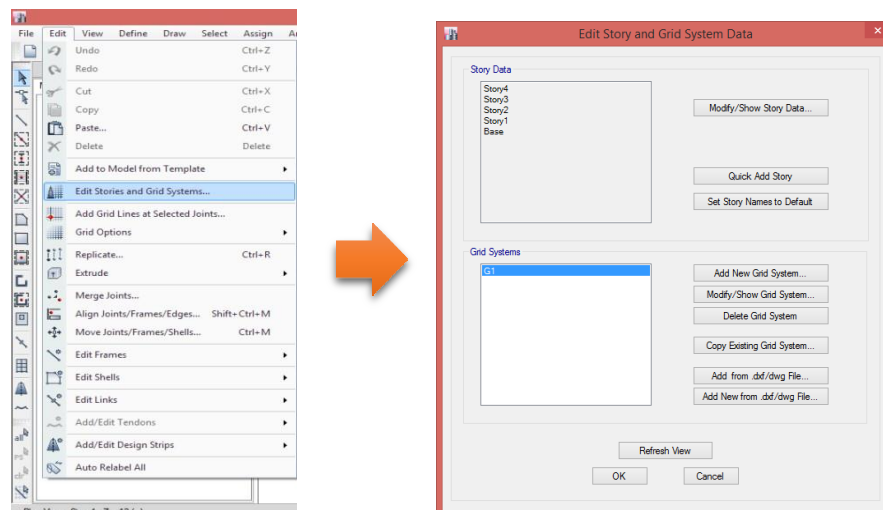 File Edit View Define Draw Select Assign
Undo Ctrl+Z
Redo Ctrl+Y
Cut Ctrl+X
Copy Ctrl+C
Paste... Ctrl+V
Delete Delete
Add to Model from Template
Edit Stories and Grid Systems...
Add Grid Lines at Selected Joints...
Grid Options
Replicate... Ctrl+R
Extrude
Merge Joints...
Align Joints/Frames/Edges... Shift+Ctrl+M
Move Joints/Frames/Shells... Ctrl+M
Edit Frames
Edit Shells
Edit Links
Add/Edit Tendons
Add/Edit Design Strips
Auto Relabel All
all
ps
clr
Edit Story and Grid System Data
Story Data
Story4
Story3
Story2
Story1
Base
Modify/Show Story Data...
Quick Add Story
Set Story Names to Default
Grid Systems
G1
Add New Grid System...
Modify/Show Grid System...
Delete Grid System
Copy Existing Grid System...
Add from .dxf/dwg File...
Add New from .dxf/dwg File...
Refresh View
OK Cancel